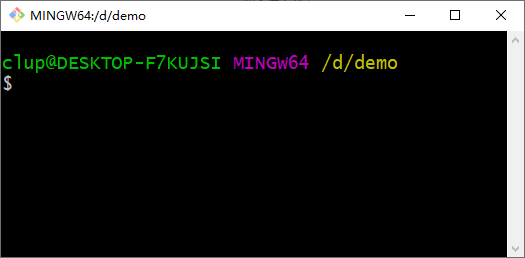 MINGW64:/d/demo
clup@DESKTOP-F7KUJSI MINGW64 /d/demo
$